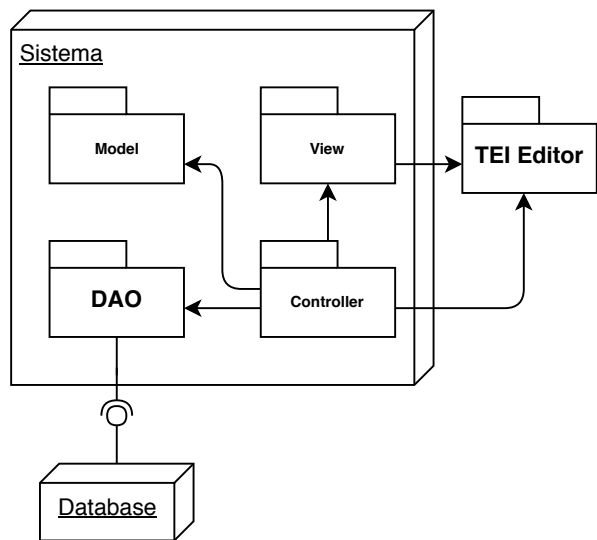 Sistema
Model
View
TEI Editor
DAO
Controller
Database